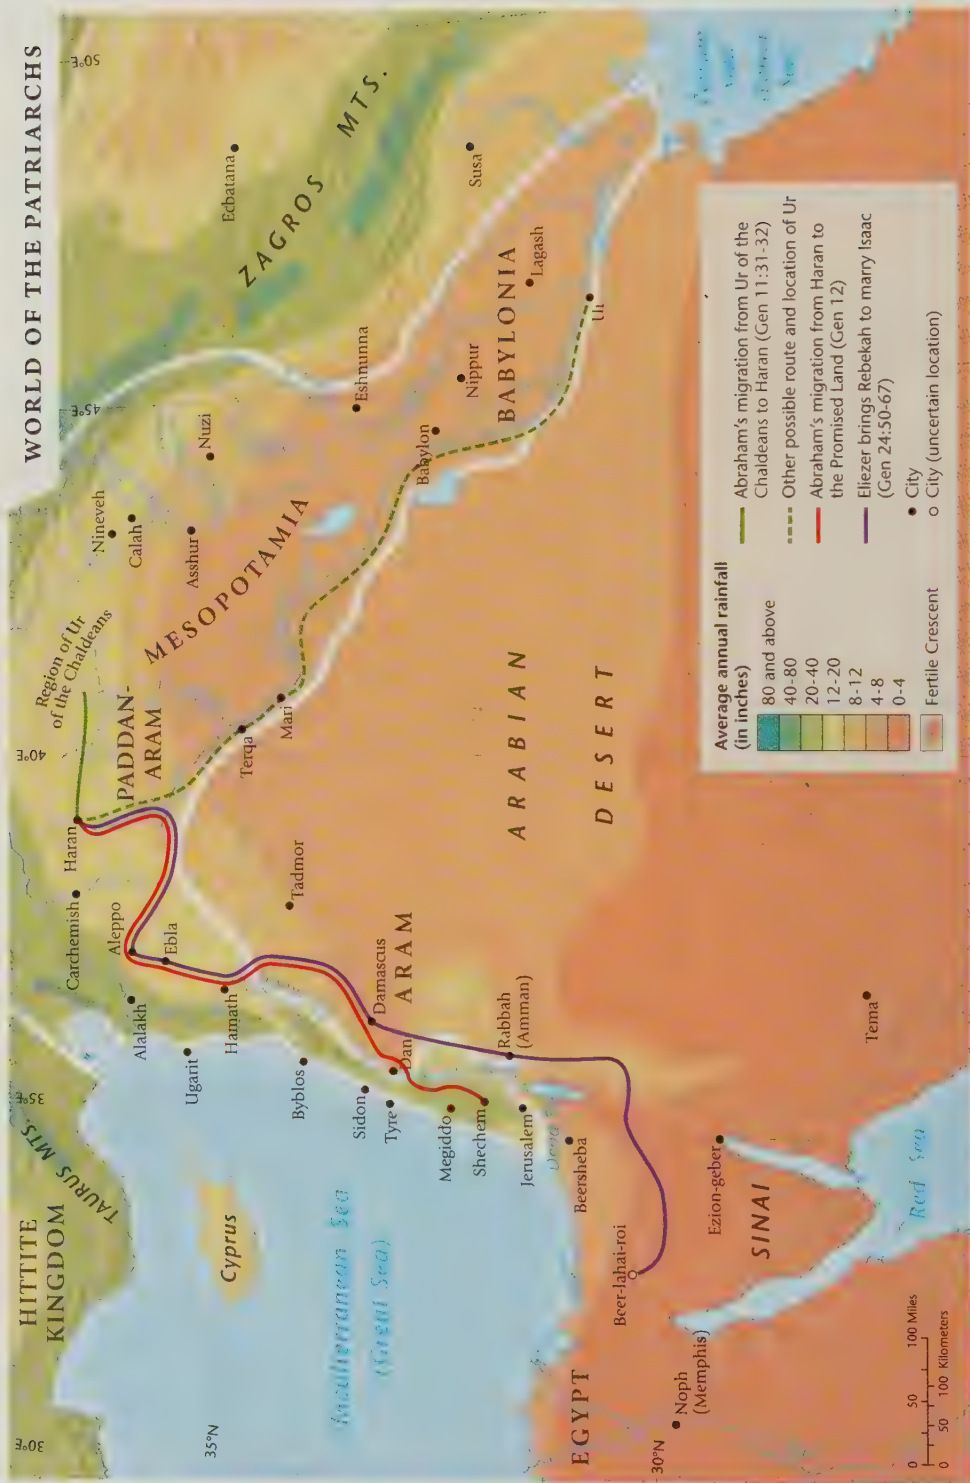 WORLD OF THE PATRIARCHS
HITTITE
KINGDOM
TAURUS MTS.
30°E
35°E
40°E
45°E
50°E
35°N
30°N
Region of Ur
of the Chaldeans
Carchemish
Haran
PADDAN-
ARAM
Nineveh
Calah
Asshur
Nuzi
Ecbatana
ZAGROS MTS.
MESOPOTAMIA
Alalakh
Aleppo
Ebla
Ugarit
Hamath
Cyprus
Tadmor
Terqa
Mari
Eshnunna
Babylon
Nippur
BABYLONIA
Lagash
Susa
Byblos
Sidon
Tyre
Dan
Damascus
ARAM
Megiddo
Shechem
Jerusalem
Rabbah
(Amman)
Beersheba
Beer-lahai-roi
ARABIAN
DESERT
Ezion-geber
SINAI
Tema
EGYPT
Noph
(Memphis)
Red Sea
Average annual rainfall
(in inches)
80 and above
40-80
20-40
12-20
8-12
4-8
0-4
Fertile Crescent
Abraham's migration from Ur of the
Chaldeans to Haran (Gen 11:31-32)
Other possible route and location of Ur
Abraham's migration from Haran to
the Promised Land (Gen 12)
Eliezer brings Rebekah to marry Isaac
(Gen 24:50-67)
City
City (uncertain location)
0 50 100 Miles
0 50 100 Kilometers